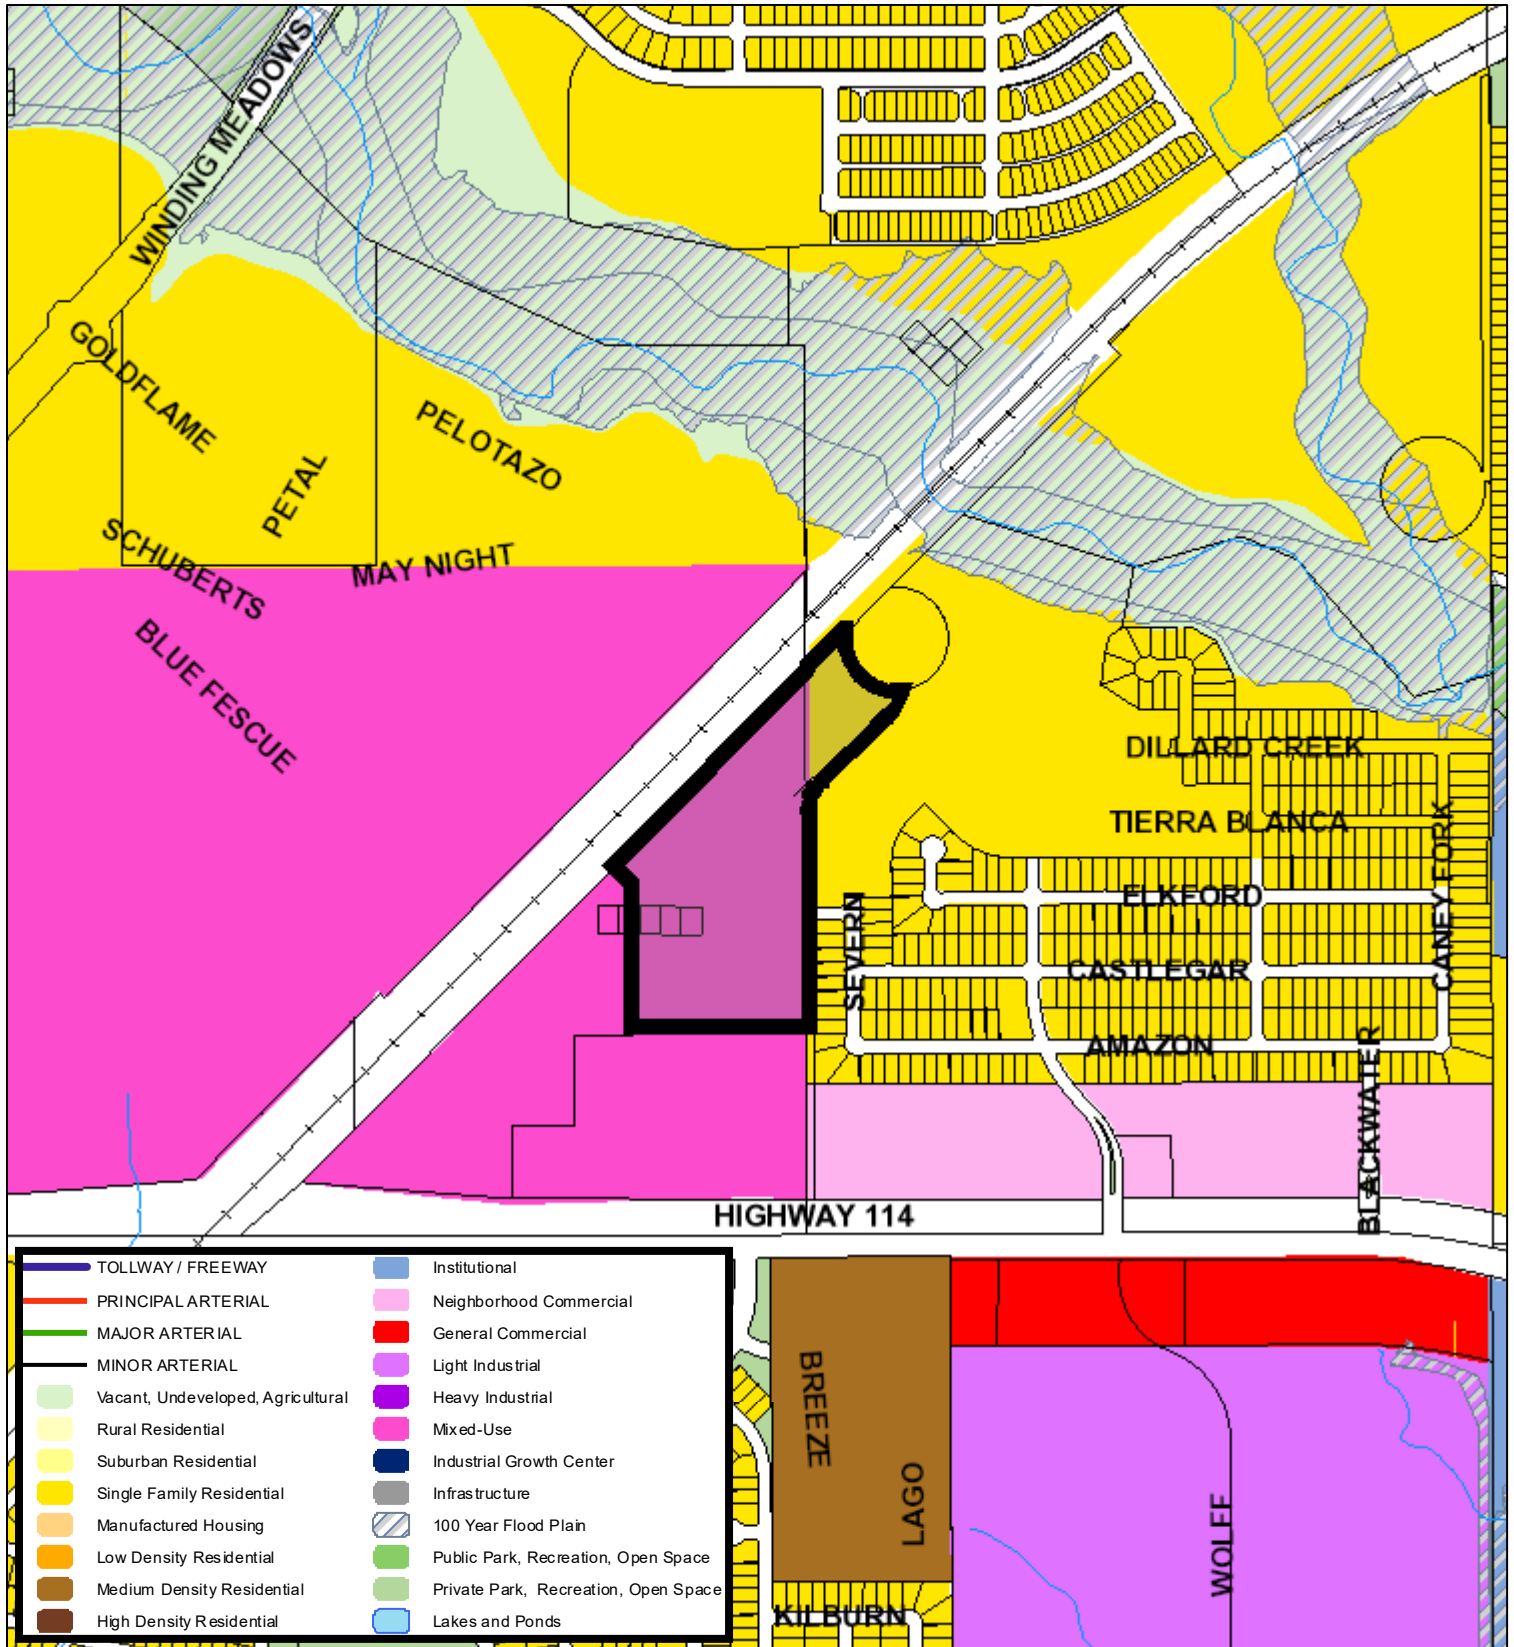 WINDING MEADOWS
GOLDFLAME
PELOTAZO
PETAL
SCHUBERTS
MAY NIGHT
BLUE FESCUE
DILLARD CREEK
TIERRA BLANCA
CANEY FORK
ELKFORD
SEVERN
CASTLEGAR
AMAZON
BLACKWATER
HIGHWAY 114
TOLLWAY / FREEWAY
PRINCIPAL ARTERIAL
MAJOR ARTERIAL
MINOR ARTERIAL
Vacant, Undeveloped, Agricultural
Rural Residential
Suburban Residential
Single Family Residential
Manufactured Housing
Low Density Residential
Medium Density Residential
High Density Residential
Institutional
Neighborhood Commercial
General Commercial
Light Industrial
Heavy Industrial
Mixed-Use
Industrial Growth Center
Infrastructure
100 Year Flood Plain
Public Park, Recreation, Open Space
Private Park, Recreation, Open Space
Lakes and Ponds
BREEZE
LAGO
WOLFF
KILBURN